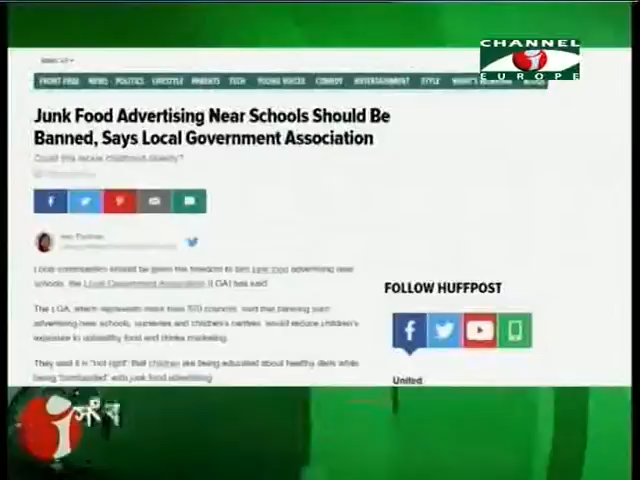 CHANNEL
i
EUROPE
FRONT PAGE NEWS POLITICS LIFESTYLE PARENTS TECH YOUNG VOICES COMEDY ENTERTAINMENT STYLE
Junk Food Advertising Near Schools Should Be
Banned, Says Local Government Association
Could this tackle childhood obesity?
Local communities should be given the freedom to ban junk food advertising near
schools, the Local Government Association (LGA) has said.
The LGA, which represents more than 370 councils, said that banning such
advertising near schools, nurseries and children's centres, would reduce children's
exposure to unhealthy food and drinks marketing.
They said it is "not right" that children are being educated about healthy diets while
being "bombarded" with junk food advertising.
FOLLOW HUFFPOST
United
i